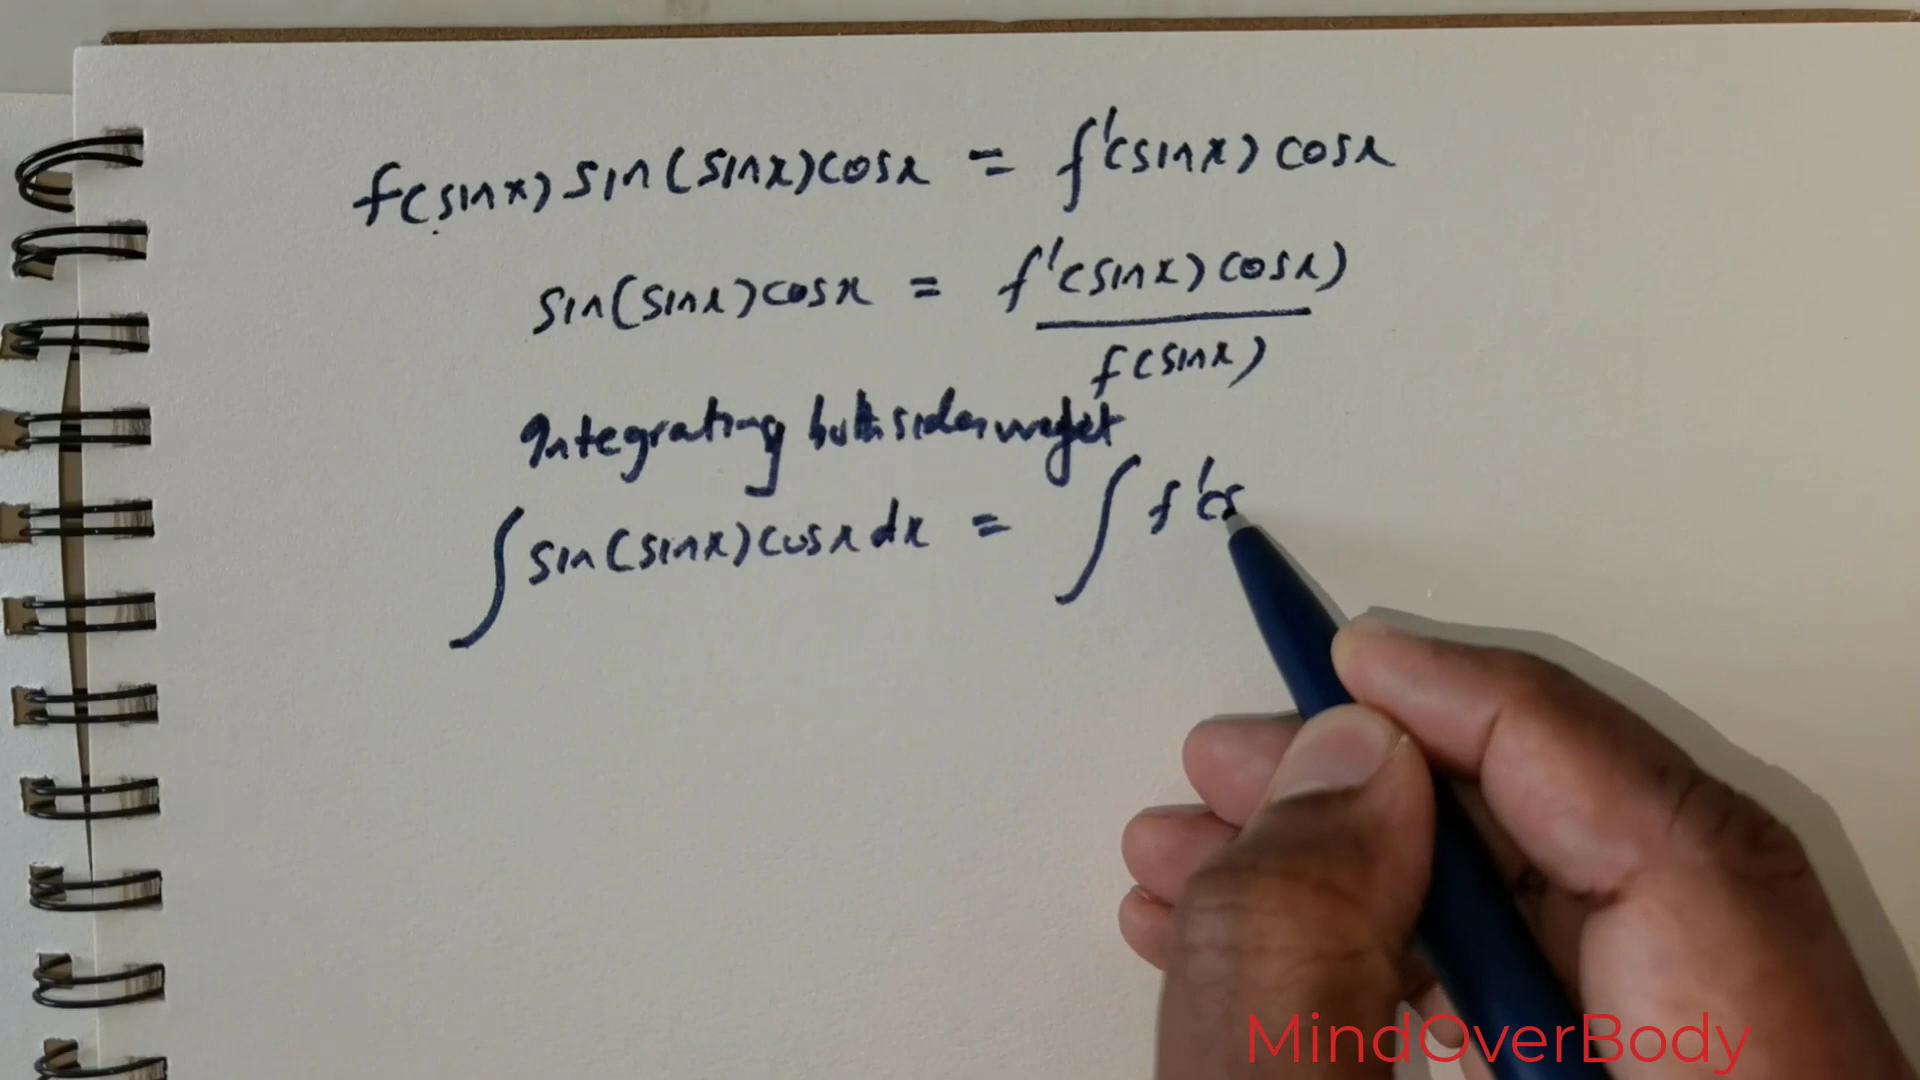 f(sinx) sin(sinx)cosx = f'(sinx) cosx
sin(sinx)cosx = f'(sinx) cosx)
f(sinx)
Integrating both sides
∫ sin(sinx)cosx dx = ∫ f'(s
MindOverBody